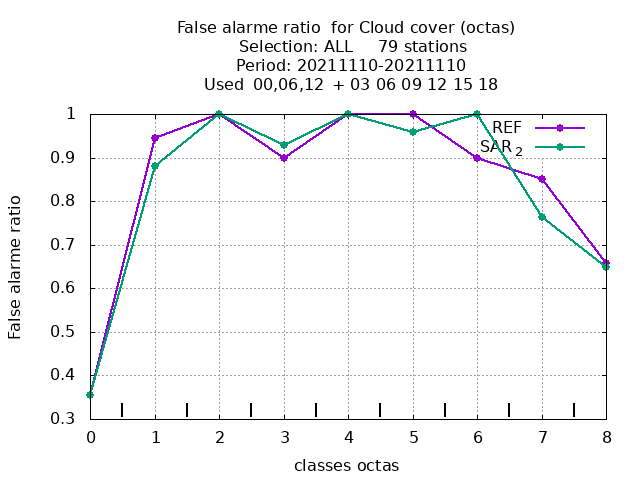 False alarme ratio  for Cloud cover (octas)
Selection: ALL     79 stations
Period: 20211110-20211110
Used  00,06,12  + 03 06 09 12 15 18
REF
SAR 2
1
0.9
0.8
0.7
0.6
0.5
0.4
0.3
False alarme ratio
0 1 2 3 4 5 6 7 8
classes octas